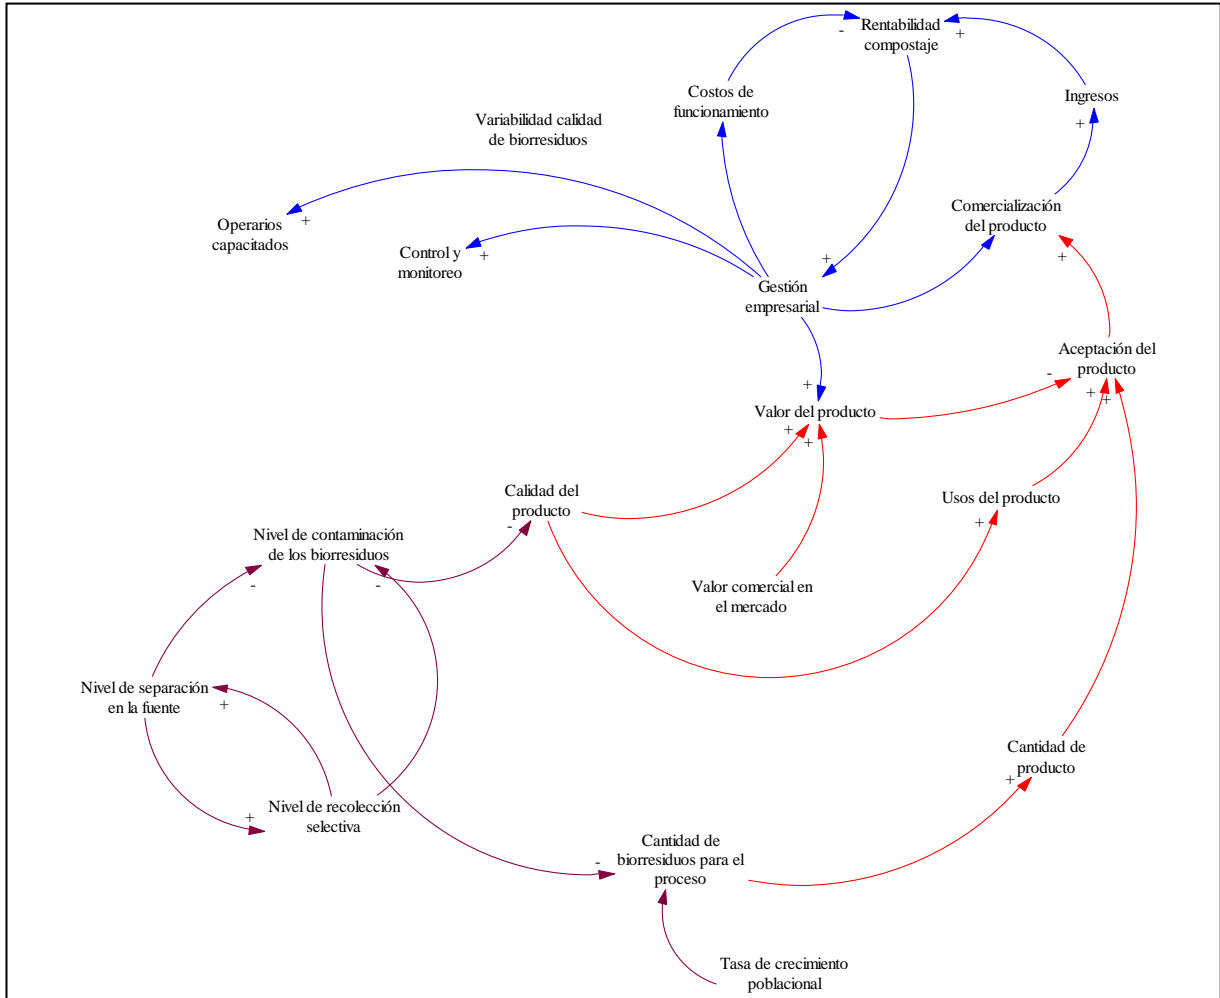 Rentabilidad
compostaje
-
+
Costos de
funcionamiento
Ingresos
+
Variabilidad calidad
de biorresiduos
Operarios
capacitados
+
Control y
monitoreo
+
Comercialización
del producto
+
+
Gestión
empresarial
Aceptación del
producto
-
+
+
+
Valor del producto
+
+
Calidad del
producto
-
Usos del producto
+
Nivel de contaminación
de los biorresiduos
-
-
Valor comercial en
el mercado
Nivel de separación
en la fuente
+
Cantidad de
producto
+
Nivel de recolección
selectiva
+
Cantidad de
biorresiduos para el
proceso
-
Tasa de crecimiento
poblacional